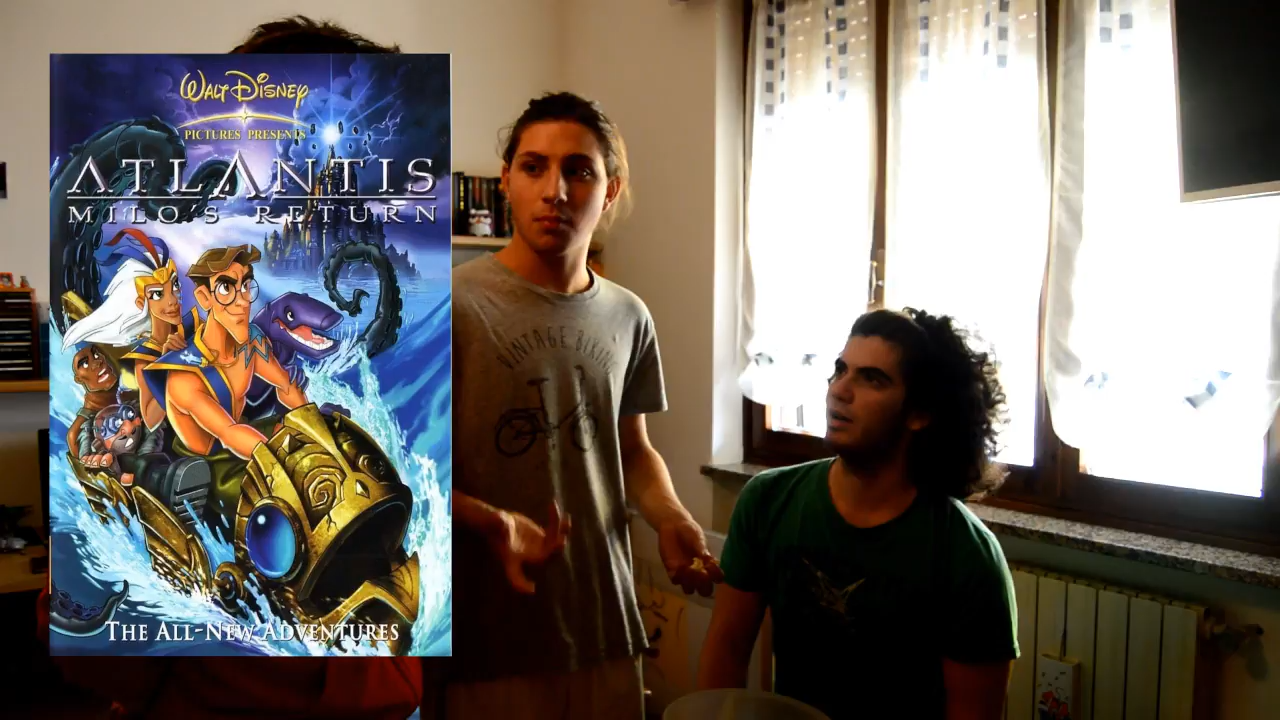 WALT DISNEY
PICTURES PRESENTS
ATLANTIS
MILO'S RETURN
THE ALL-NEW ADVENTURES
VINTAGE BIKING